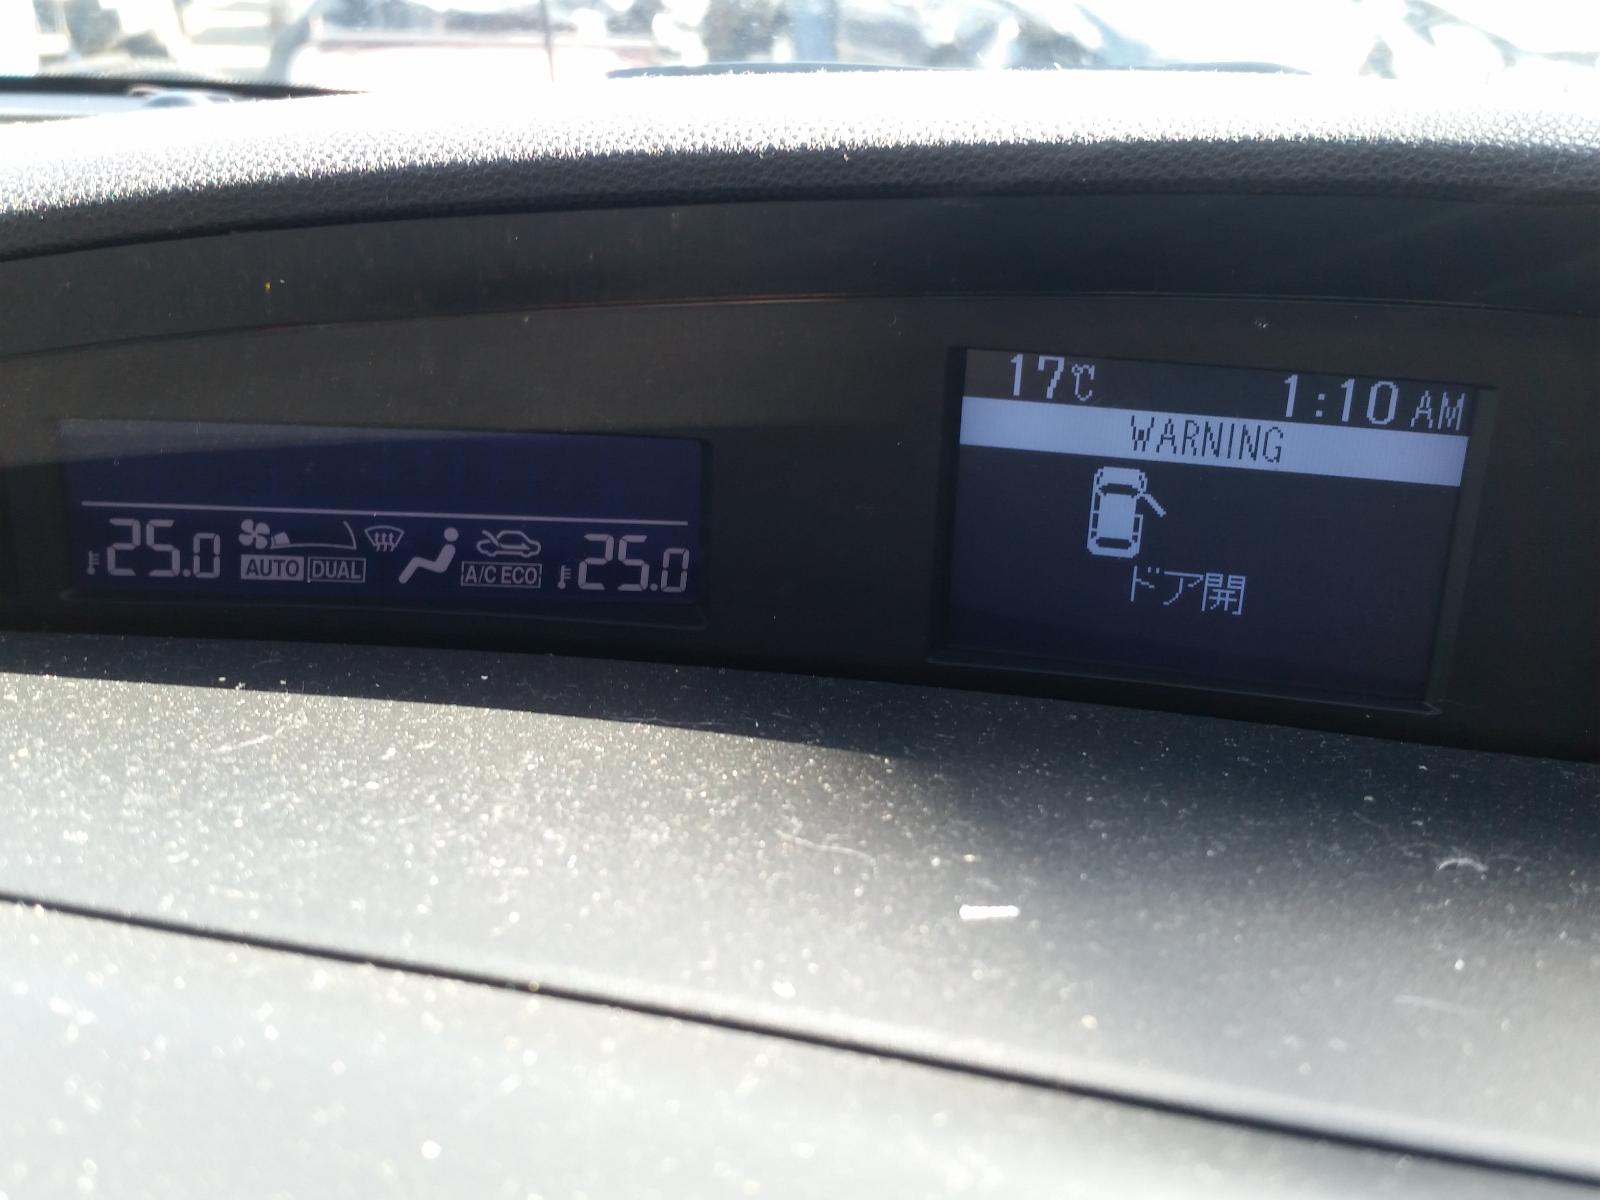 25.0 AUTO DUAL A/C ECO 25.0
17℃ 1:10 AM
WARNING
ドア開